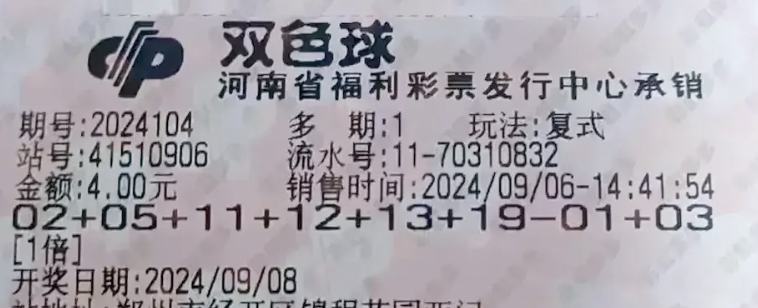 双色球
河南省福利彩票发行中心承销
期号:2024104 多 期:1 玩法:复式
站号:41510906 流水号:11-70310832
金额:4.00元 销售时间:2024/09/06-14:41:54
02+05+11+12+13+19-01+03
[1倍]
开奖日期:2024/09/08